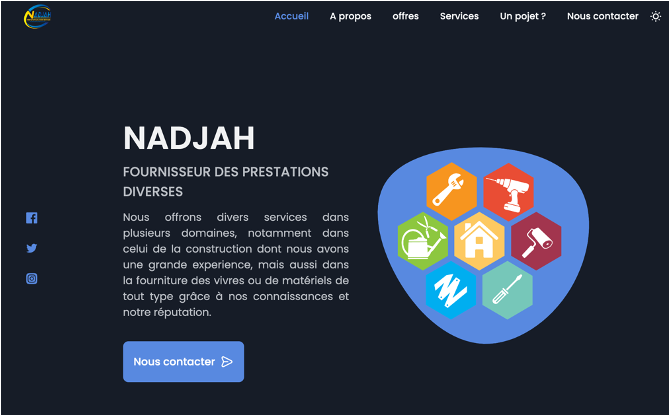 NADJAH
Accueil A propos offres Services Un pojet ? Nous contacter
NADJAH
FOURNISSEUR DES PRESTATIONS
DIVERSES
Nous offrons divers services dans
plusieurs domaines, notamment dans
celui de la construction dont nous avons
une grande experience, mais aussi dans
la fourniture des vivres ou de matériels de
tout type grâce à nos connaissances et
notre réputation.
Nous contacter